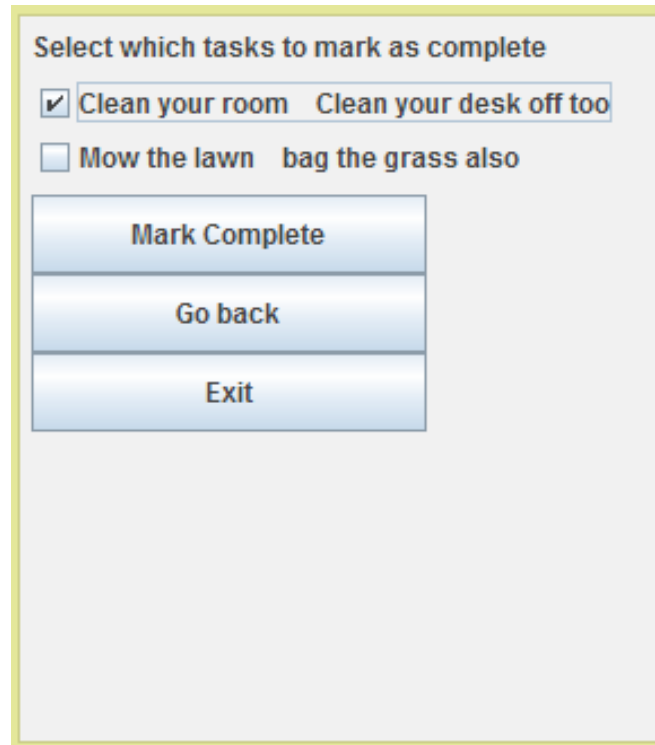 Select which tasks to mark as complete
Clean your room Clean your desk off too
Mow the lawn bag the grass also
Mark Complete
Go back
Exit